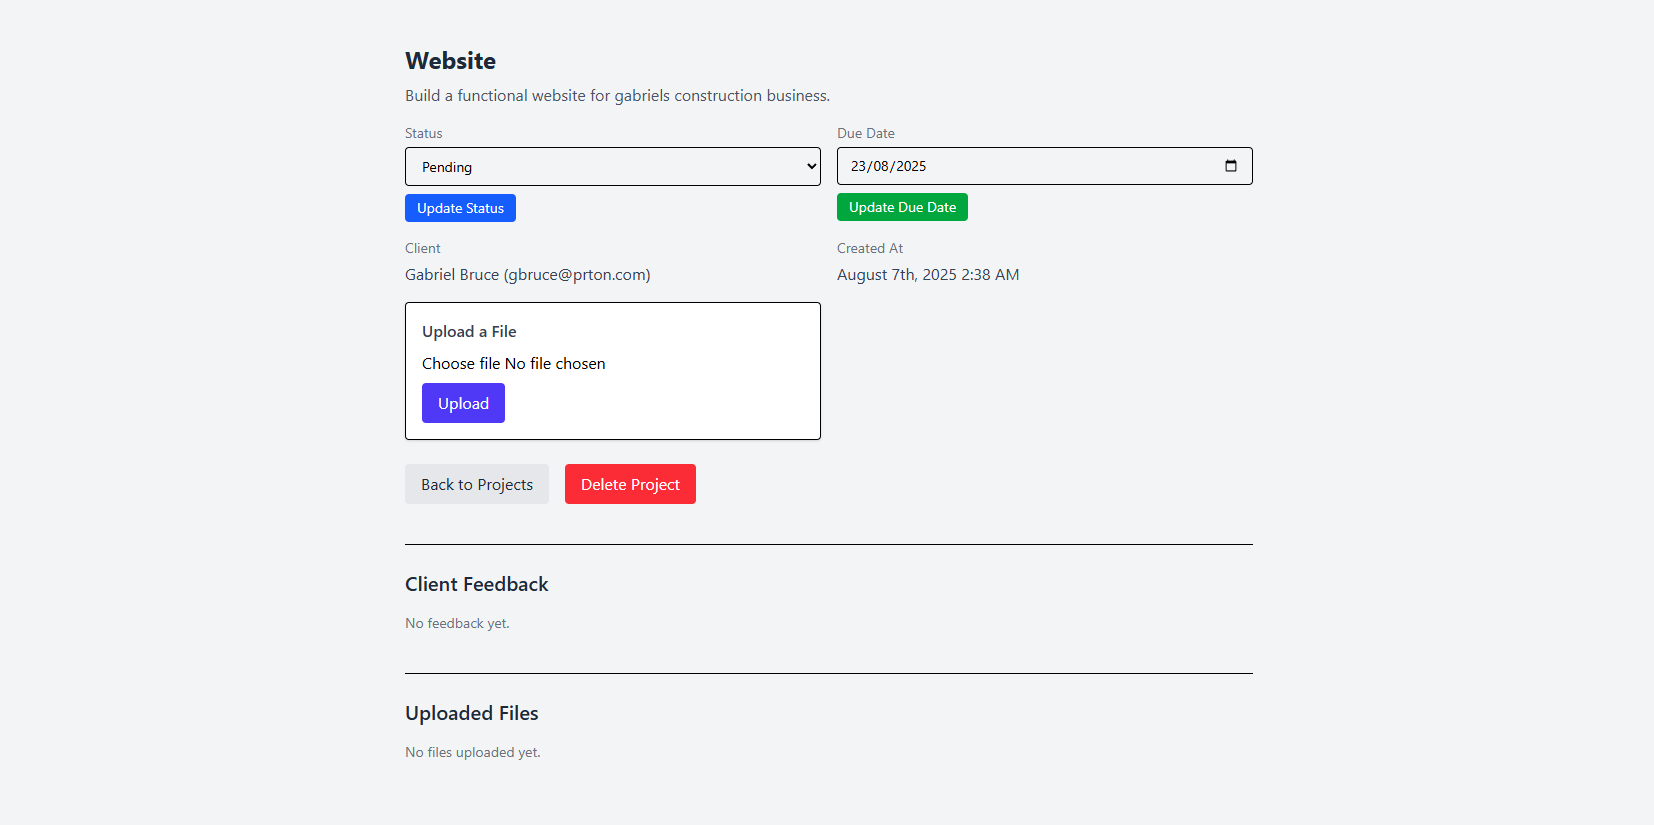 Website
Build a functional website for gabriels construction business.
Status
Due Date
Pending
23/08/2025
Update Status
Update Due Date
Client
Created At
Gabriel Bruce (gbruce@prton.com)
August 7th, 2025 2:38 AM
Upload a File
Choose file No file chosen
Upload
Back to Projects
Delete Project
Client Feedback
No feedback yet.
Uploaded Files
No files uploaded yet.